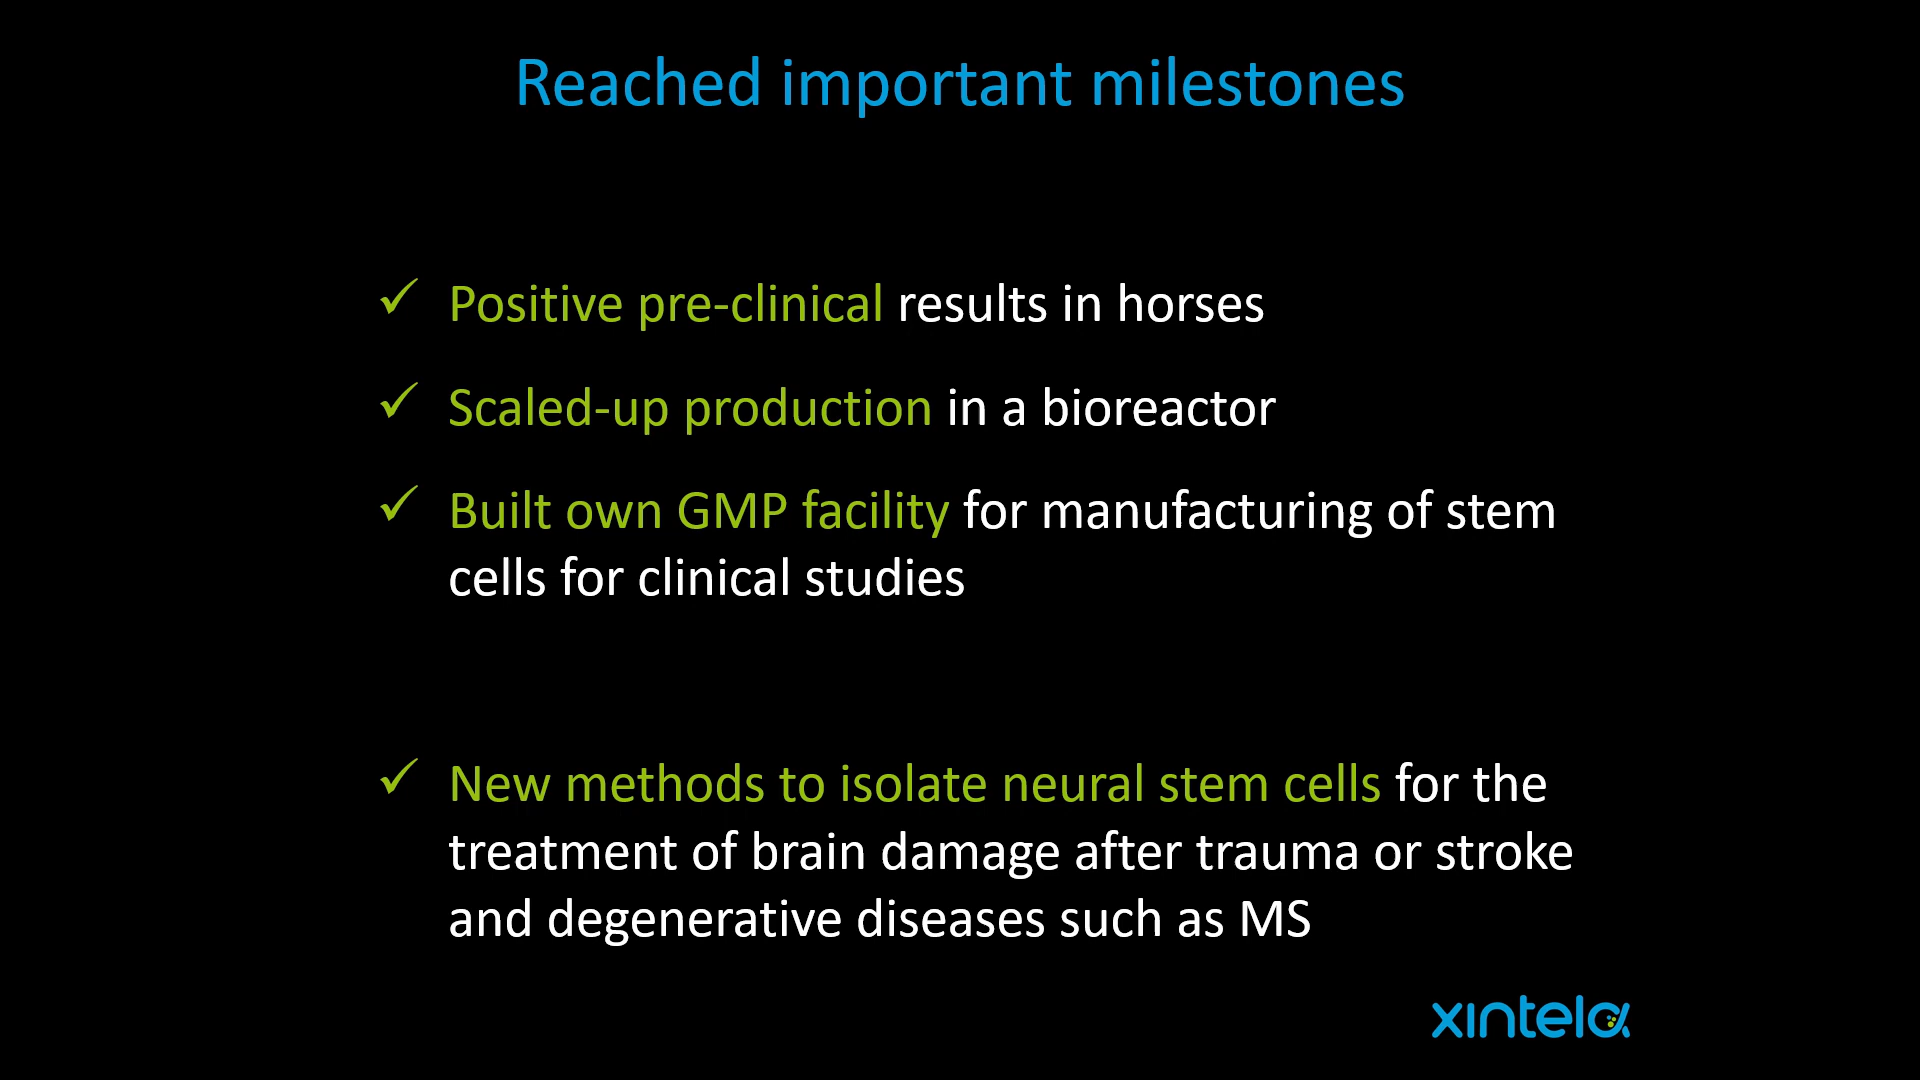 Reached important milestones
✓ Positive pre-clinical results in horses
✓ Scaled-up production in a bioreactor
✓ Built own GMP facility for manufacturing of stem
cells for clinical studies
✓ New methods to isolate neural stem cells for the
treatment of brain damage after trauma or stroke
and degenerative diseases such as MS
xintela